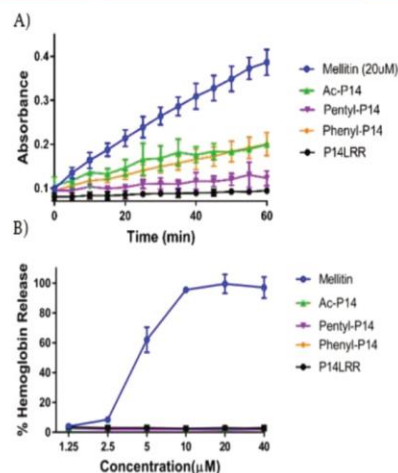 A)
Absorbance
0.4
0.3
0.2
0.1
0
20
40
60
Time (min)
Mellitin (20uM)
Ac-P14
Pentyl-P14
Phenyl-P14
P14LRR
B)
% Hemoglobin Release
100
80
60
40
20
0
1.25
2.5
5
10
20
40
Concentration(μM)
Mellitin
Ac-P14
Pentyl-P14
Phenyl-P14
P14LRR